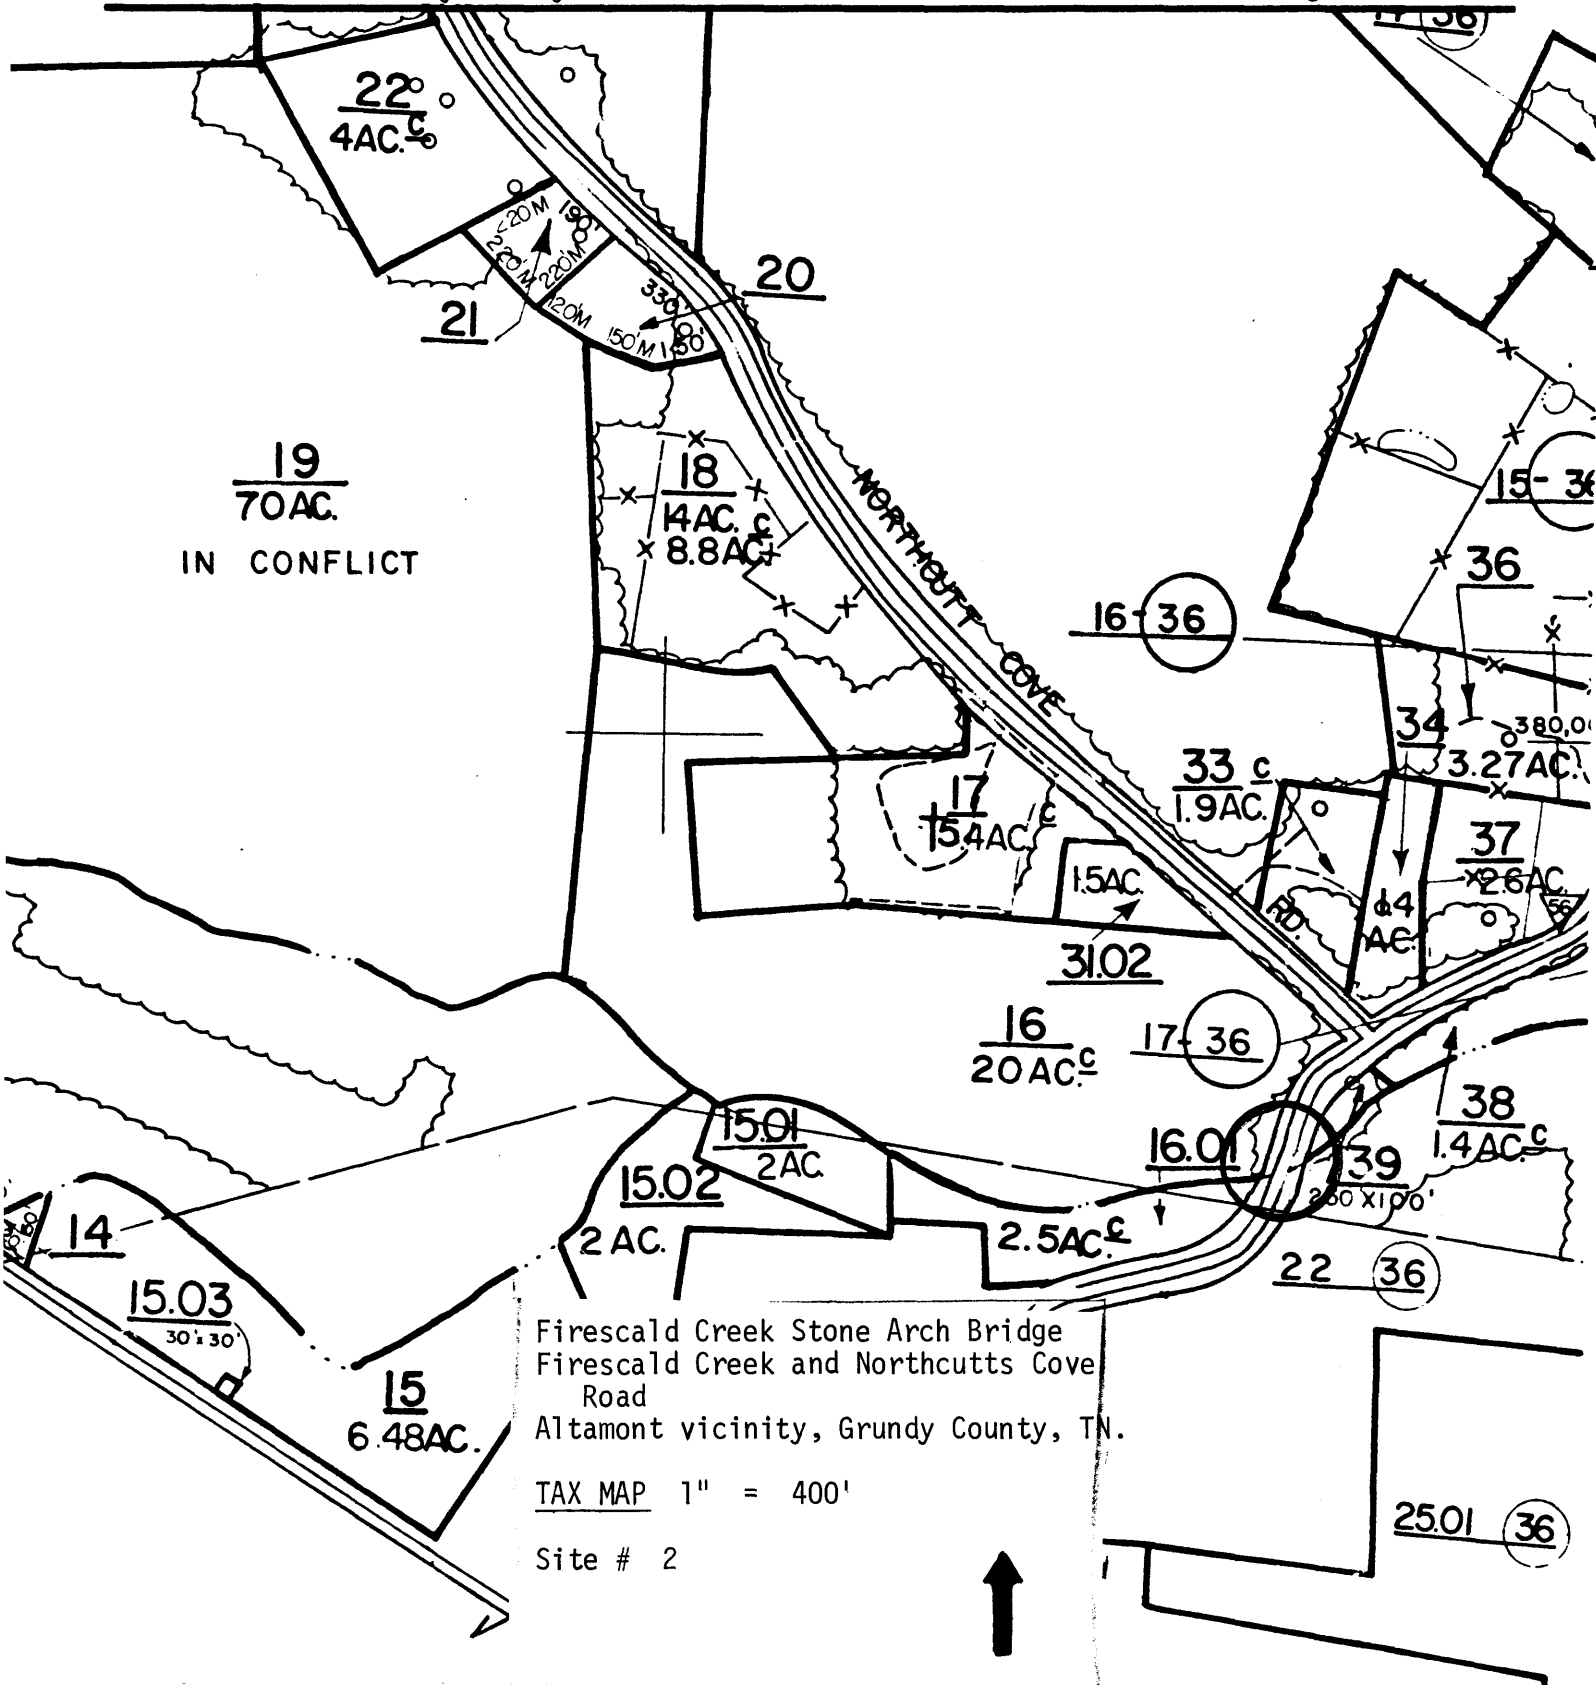 36
22
4AC. C
20M
190'
220'M
220'M
20
330'
120'M
150'M
150'
21
19
70AC.
IN CONFLICT
18
14AC. C
8.8AC.
NORTHCUTT
COVE
RD.
15-36
36
16-36
34
3.27AC.
33 C
1.9AC.
17
15.4AC. C
37
2.6AC.
56
1.5AC.
.14
AC.
31.02
16
20AC. C
17-36
38
1.4AC. C
15.01
2AC.
16.01
39
15.02
2AC.
2.5AC. C
14
22 36
15.03
30'x30'
15
6.48AC.
Firescald Creek Stone Arch Bridge
Firescald Creek and Northcutts Cove
Road
Altamont vicinity, Grundy County, TN.
TAX MAP 1" = 400'
25.01 36
Site # 2